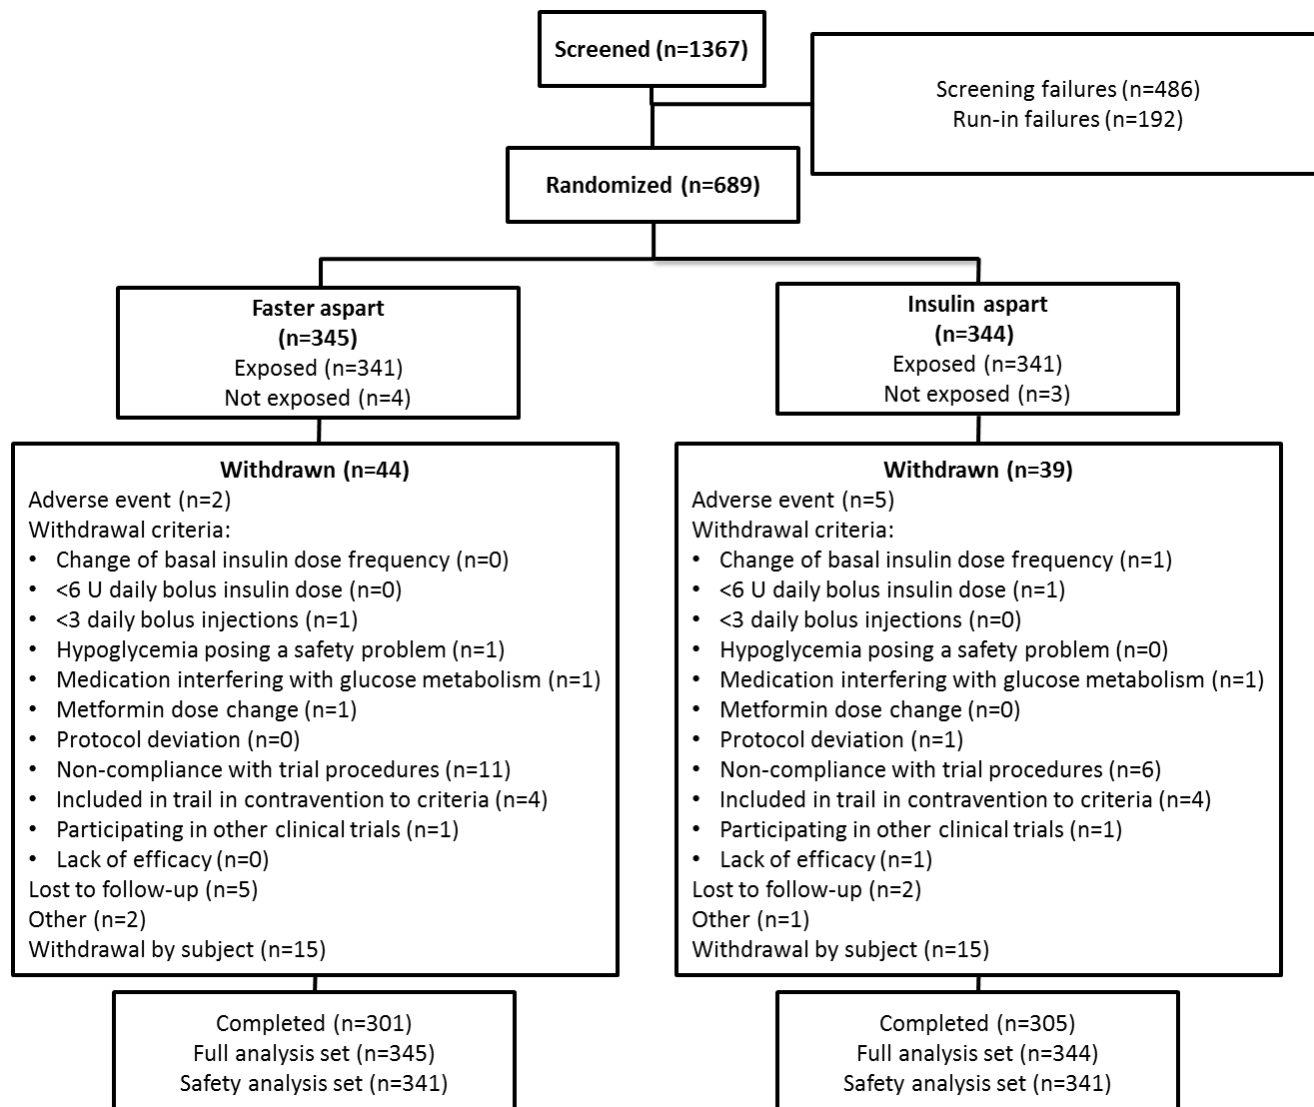 Screened (n=1367)
Screening failures (n=486)
Run-in failures (n=192)
Randomized (n=689)
Faster aspart
(n=345)
Exposed (n=341)
Not exposed (n=4)
Insulin aspart
(n=344)
Exposed (n=341)
Not exposed (n=3)
Withdrawn (n=44)
Adverse event (n=2)
Withdrawal criteria:
• Change of basal insulin dose frequency (n=0)
• <6 U daily bolus insulin dose (n=0)
• <3 daily bolus injections (n=1)
• Hypoglycemia posing a safety problem (n=1)
• Medication interfering with glucose metabolism (n=1)
• Metformin dose change (n=1)
• Protocol deviation (n=0)
• Non-compliance with trial procedures (n=11)
• Included in trail in contravention to criteria (n=4)
• Participating in other clinical trials (n=1)
• Lack of efficacy (n=0)
Lost to follow-up (n=5)
Other (n=2)
Withdrawal by subject (n=15)
Withdrawn (n=39)
Adverse event (n=5)
Withdrawal criteria:
• Change of basal insulin dose frequency (n=1)
• <6 U daily bolus insulin dose (n=1)
• <3 daily bolus injections (n=0)
• Hypoglycemia posing a safety problem (n=0)
• Medication interfering with glucose metabolism (n=1)
• Metformin dose change (n=0)
• Protocol deviation (n=1)
• Non-compliance with trial procedures (n=6)
• Included in trail in contravention to criteria (n=4)
• Participating in other clinical trials (n=1)
• Lack of efficacy (n=1)
Lost to follow-up (n=2)
Other (n=1)
Withdrawal by subject (n=15)
Completed (n=301)
Full analysis set (n=345)
Safety analysis set (n=341)
Completed (n=305)
Full analysis set (n=344)
Safety analysis set (n=341)